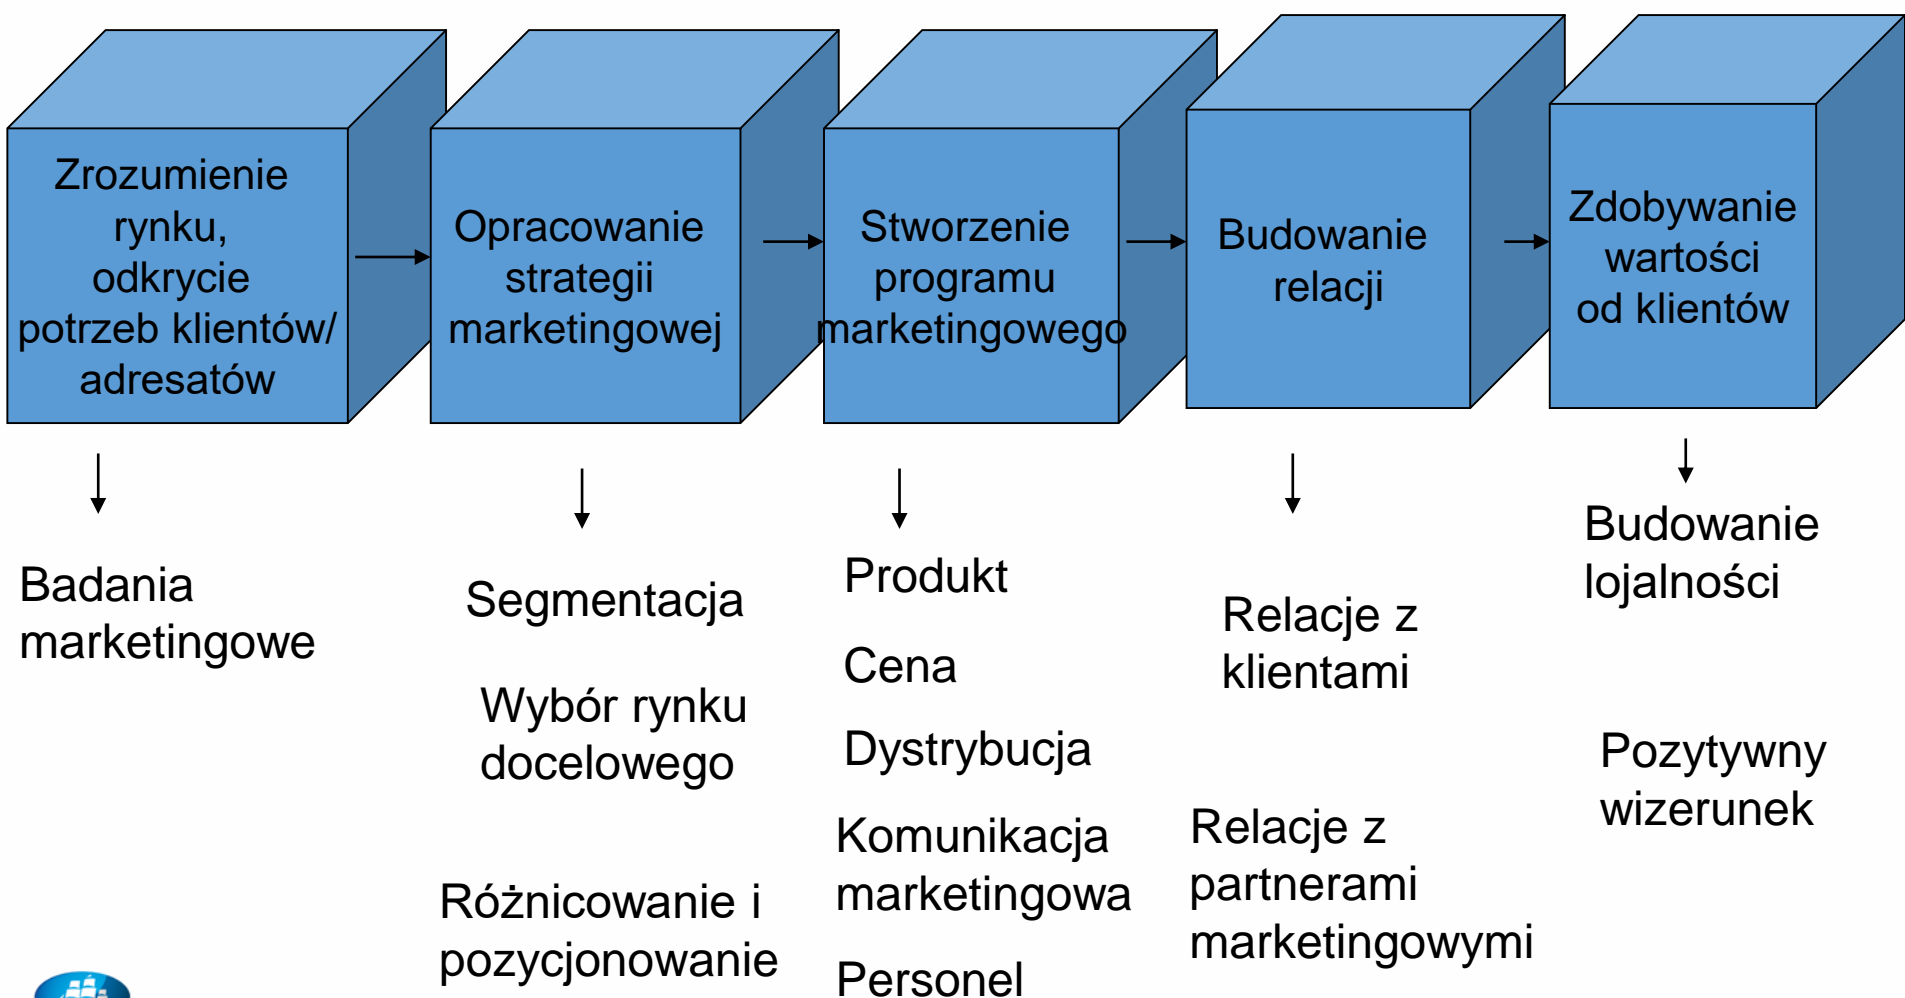 Zrozumienie
rynku,
odkrycie
potrzeb klientów/
adresatów
Opracowanie
strategii
marketingowej
Stworzenie
programu
marketingowego
Budowanie
relacji
Zdobywanie
wartości
od klientów
Badania
marketingowe
Segmentacja
Wybór rynku
docelowego
Różnicowanie i
pozycjonowanie
Produkt
Cena
Dystrybucja
Komunikacja
marketingowa
Personel
Relacje z
klientami
Relacje z
partnerami
marketingowymi
Budowanie
lojalności
Pozytywny
wizerunek